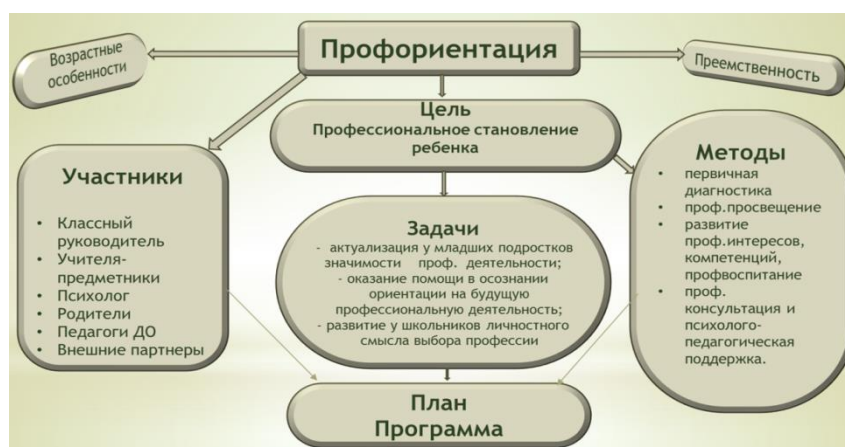 Профориентация
Возрастные
особенности
Преемственность
Цель
Профессиональное становление
ребенка
Участники
• Классный
руководитель
• Учителя-
предметники
• Психолог
• Родители
• Педагоги ДО
• Внешние партнеры
Задачи
- актуализация у младших подростков
значимости проф. деятельности;
- оказание помощи в осознании
ориентации на будущую
профессиональную деятельность;
- развитие у школьников личностного
смысла выбора профессии
Методы
• первичная
диагностика
• проф.просвещение
• развитие
проф.интересов,
компетенций,
профвоспитание
• проф.
консультация и
психолого-
педагогическая
поддержка.
План
Программа